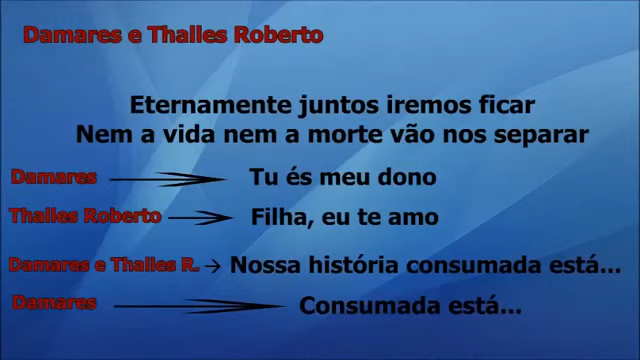 Damares e Thalles Roberto
Eternamente juntos iremos ficar
Nem a vida nem a morte vão nos separar
Damares Tu és meu dono
Thalles Roberto Filha, eu te amo
Damares e Thalles R. → Nossa história consumada está...
Damares Consumada está...